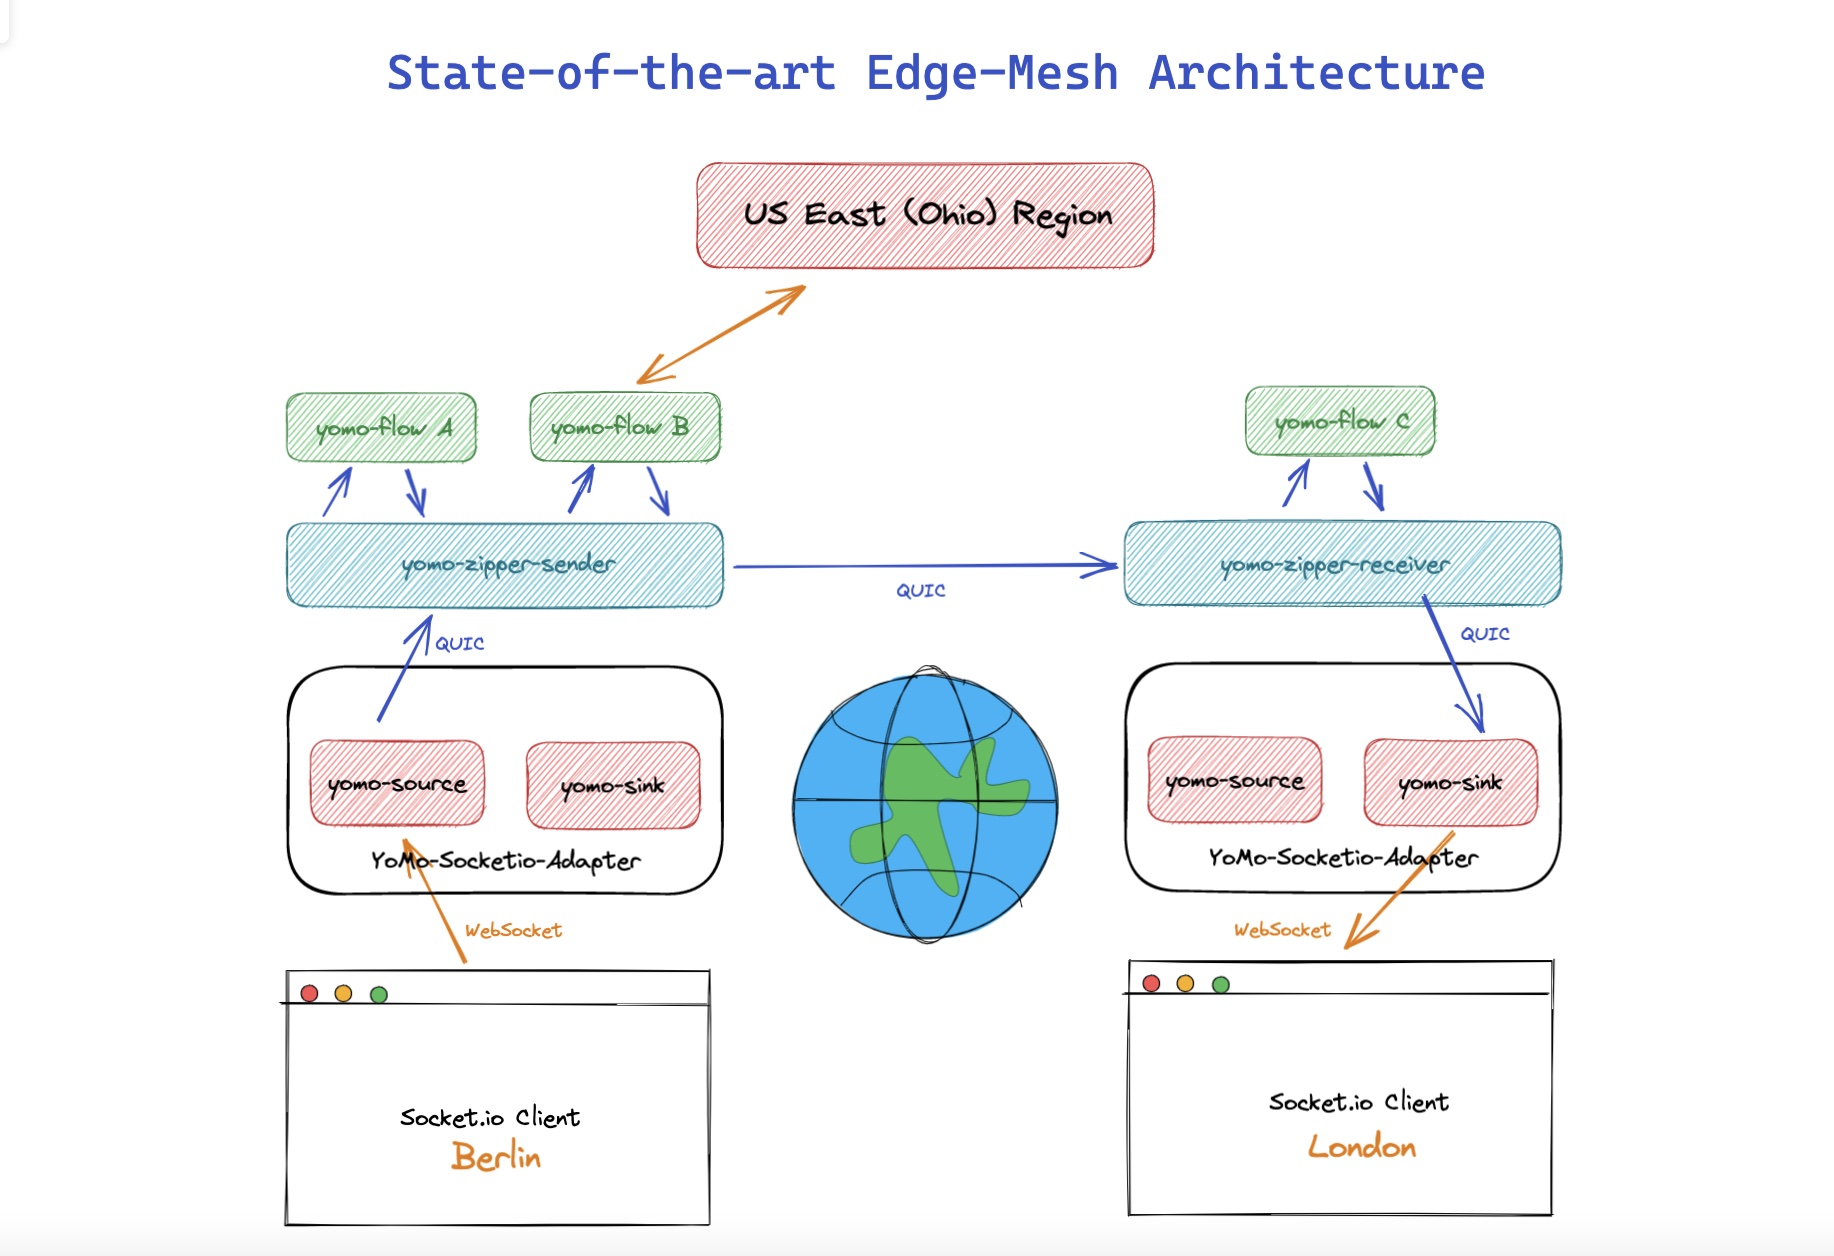 State-of-the-art Edge-Mesh Architecture
US East (Ohio) Region
yomo-flow A
yomo-flow B
yomo-flow C
yomo-zipper-sender
QUIC
yomo-zipper-receiver
QUIC
QUIC
yomo-source
yomo-sink
YoMo-Socketio-Adapter
yomo-source
yomo-sink
YoMo-Socketio-Adapter
WebSocket
WebSocket
Socket.io Client
Berlin
Socket.io Client
London